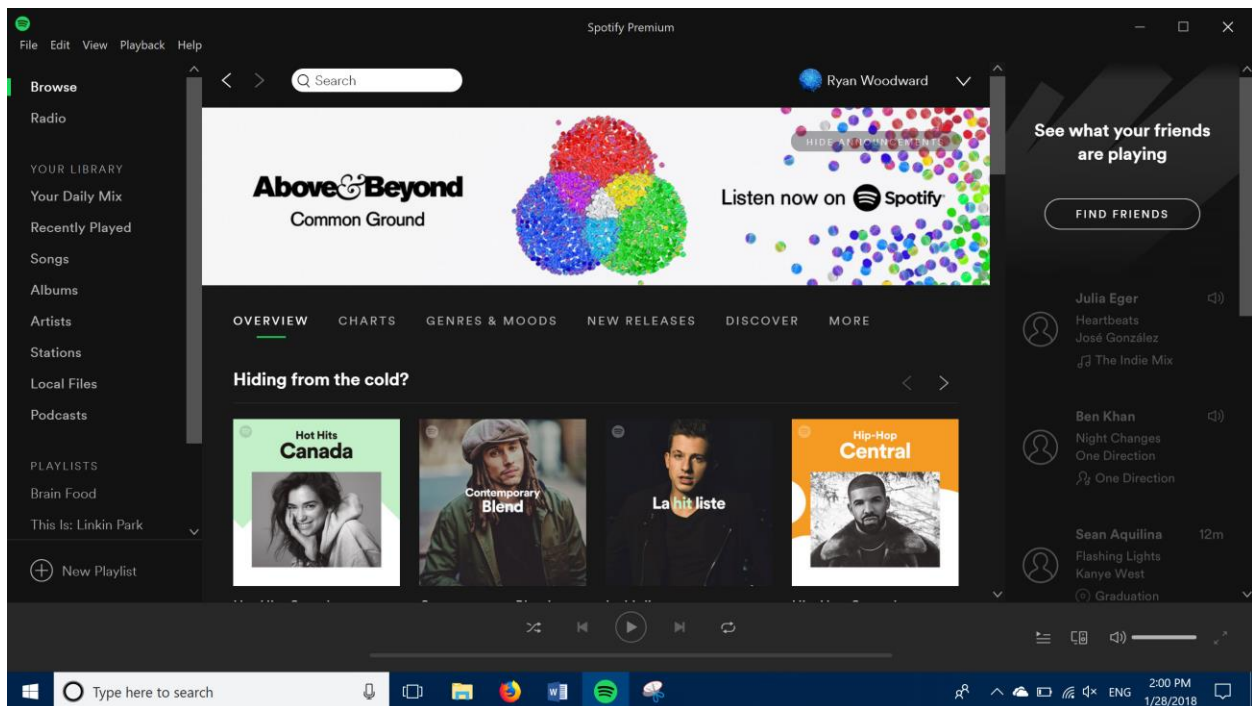 Spotify Premium
File Edit View Playback Help
Browse
Radio
YOUR LIBRARY
Your Daily Mix
Recently Played
Songs
Albums
Artists
Stations
Local Files
Podcasts
PLAYLISTS
Brain Food
This Is: Linkin Park
New Playlist
Search
Ryan Woodward
HIDE ANNOUNCEMENTS
Above&Beyond
Common Ground
Listen now on Spotify
OVERVIEW CHARTS GENRES & MOODS NEW RELEASES DISCOVER MORE
Hiding from the cold?
Hot Hits
Canada
Contemporary
Blend
La hit liste
Hip-Hop
Central
See what your friends
are playing
FIND FRIENDS
Julia Eger
Heartbeats
José González
The Indie Mix
Ben Khan
Night Changes
One Direction
One Direction
Sean Aquilina 12m
Flashing Lights
Kanye West
Graduation
Type here to search
ENG
2:00 PM
1/28/2018